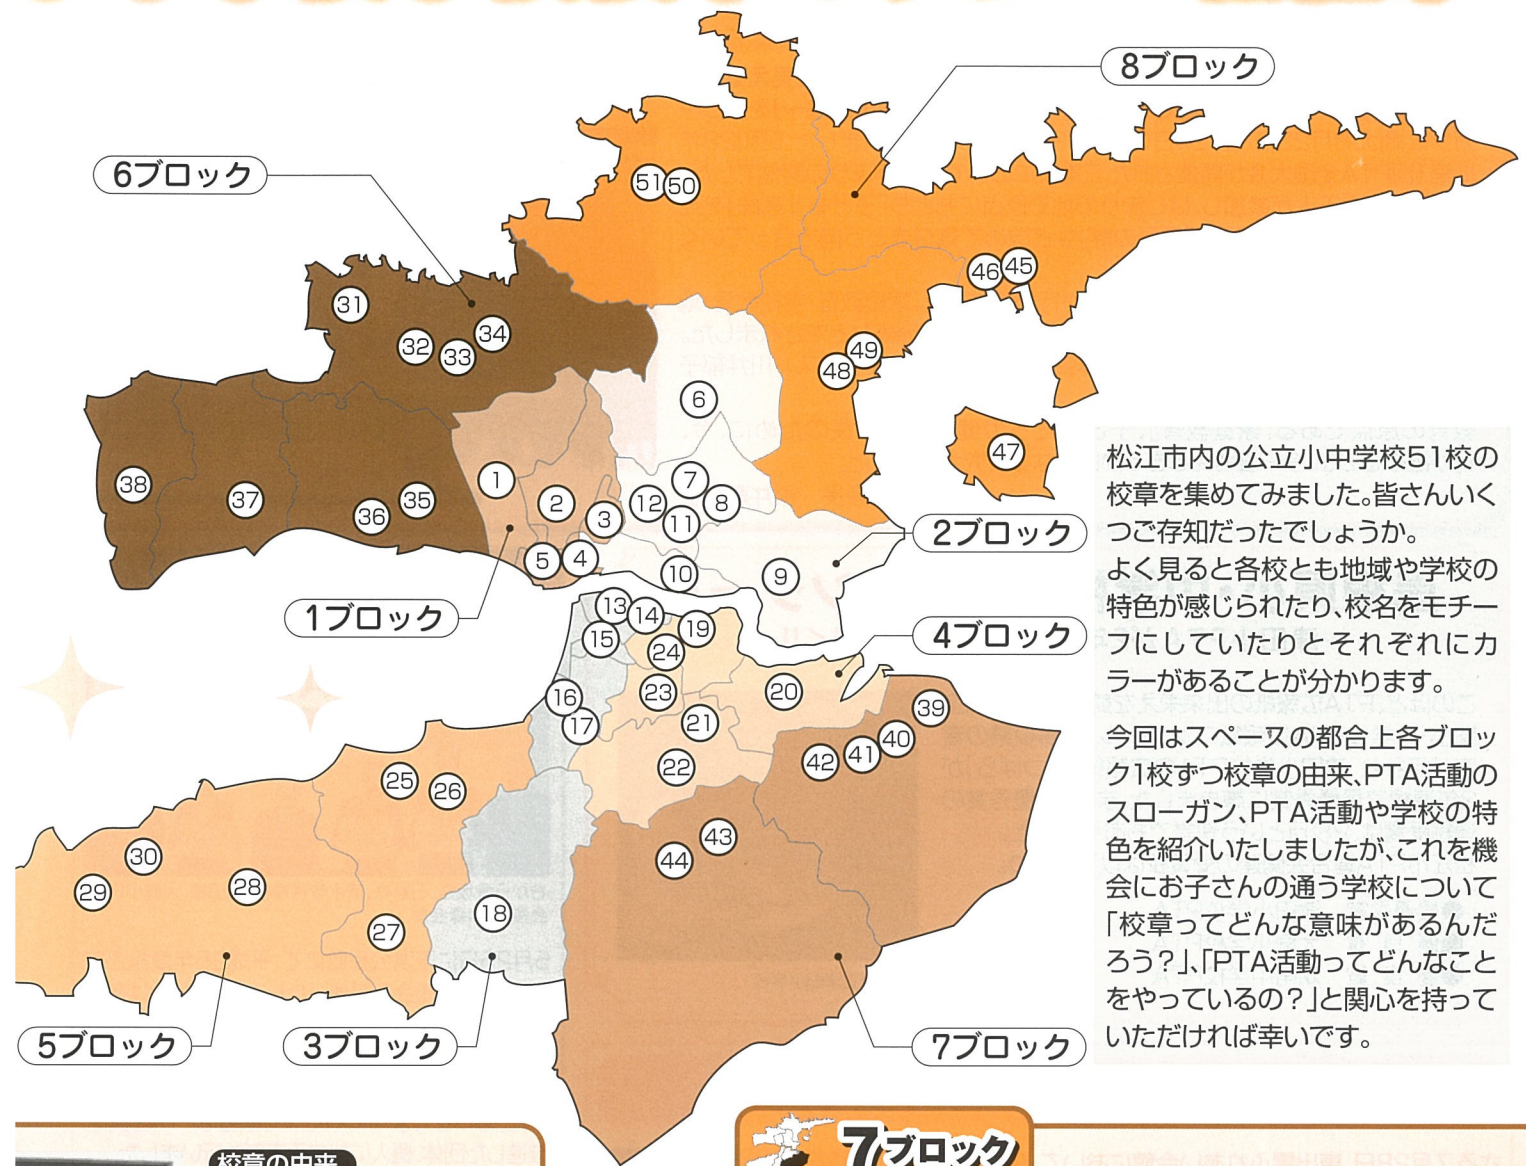 8ブロック
6ブロック
51 50
46 45
31
32 33 34
49
48
6
47
38
37
36 35
1
2
3
12 7 8
11
5 4
10
9
2ブロック
1ブロック
13 14 19
15
24
4ブロック
16
17
23
20
21
22
39
40
41
42
25 26
43
44
30
29
28
27
18
5ブロック
3ブロック
7ブロック
松江市内の公立小中学校51校の
校章を集めてみました。皆さんいく
つご存知だったでしょうか。
よく見ると各校とも地域や学校の
特色が感じられたり、校名をモチー
フにしていたりとそれぞれにカ
ラーがあることが分かります。
今回はスペースの都合上各ブロッ
ク1校ずつ校章の由来、PTA活動の
スローガン、PTA活動や学校の特
色を紹介いたしましたが、これを機
会にお子さんの通う学校について
「校章ってどんな意味があるんだ
ろう？」、「PTA活動ってどんなこと
をやっているの？」と関心を持って
いただければ幸いです。
校章の由来
7ブロック